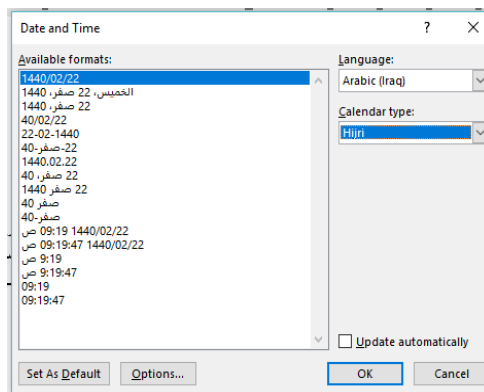 Date and Time
?
Available formats:
1440/02/22
الخميس، 22 صفر، 1440
22 صفر، 1440
40/02/22
22-02-1440
22-صفر-40
1440.02.22
22 صفر، 40
22 صفر 1440
صفر 40
صفر-40
1440/02/22 09:19 ص
1440/02/22 09:19:47 ص
9:19 ص
9:19:47 ص
09:19
09:19:47
Language:
Arabic (Iraq)
Calendar type:
Hijri
Update automatically
Set As Default
Options...
OK
Cancel